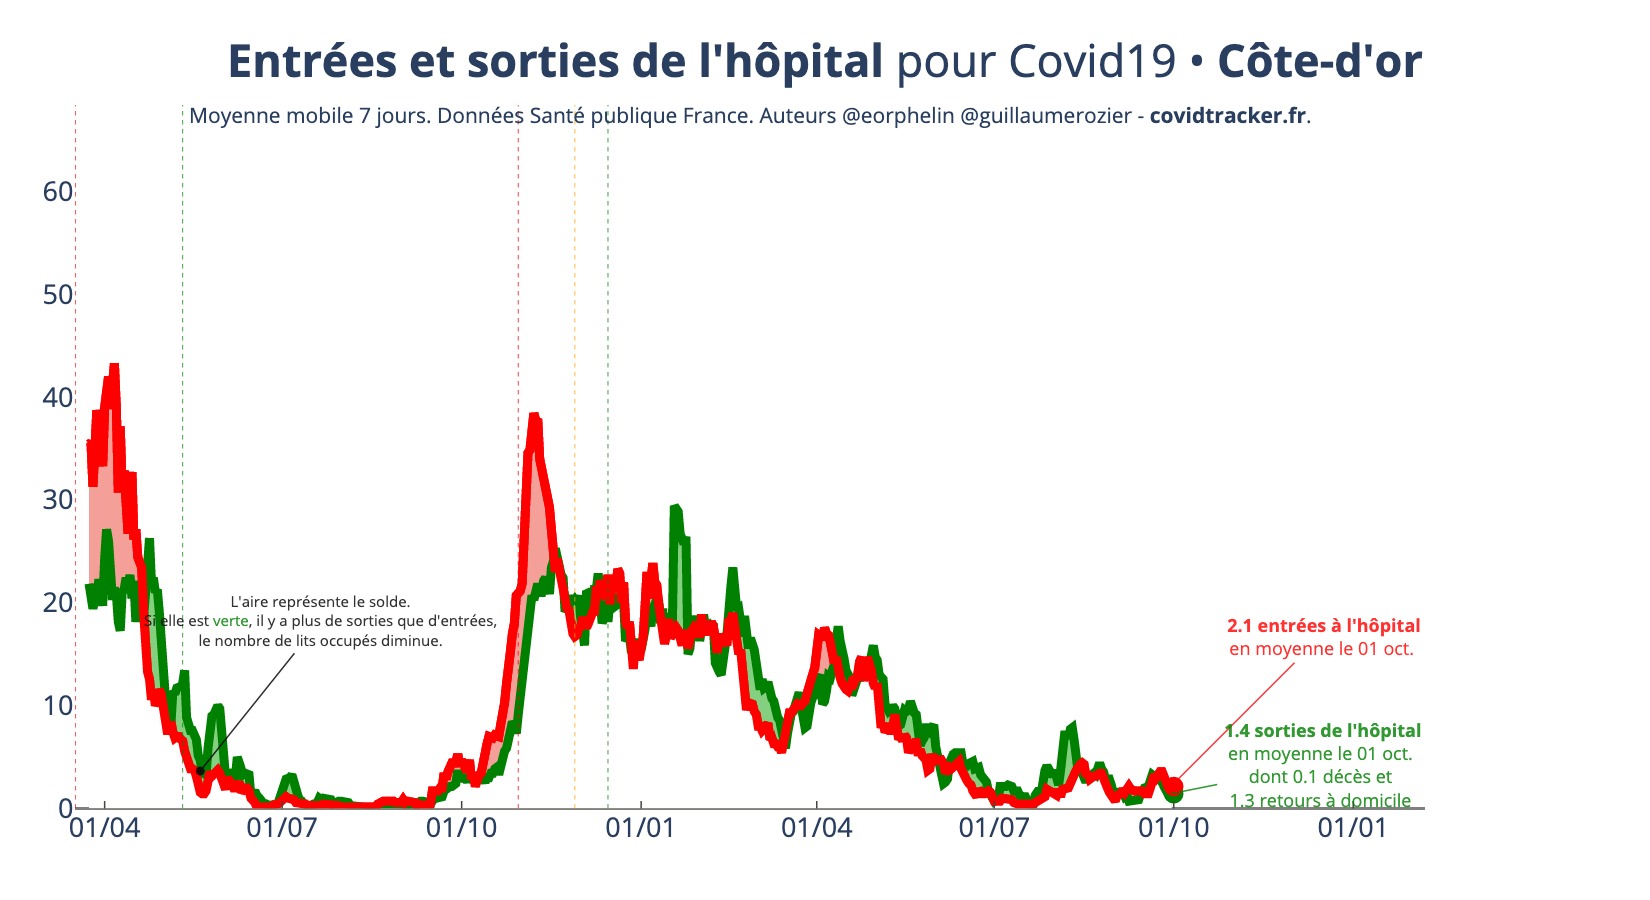 Entrées et sorties de l'hôpital pour Covid19 • Côte-d'or
Moyenne mobile 7 jours. Données Santé publique France. Auteurs @eorphelin @guillaumerozier - covidtracker.fr.
60
50
40
30
20
10
0
L'aire représente le solde.
Si elle est verte, il y a plus de sorties que d'entrées,
le nombre de lits occupés diminue.
2.1 entrées à l'hôpital
en moyenne le 01 oct.
1.4 sorties de l'hôpital
en moyenne le 01 oct.
dont 0.1 décès et
1.3 retours à domicile
01/04
01/07
01/10
01/01
01/04
01/07
01/10
01/01